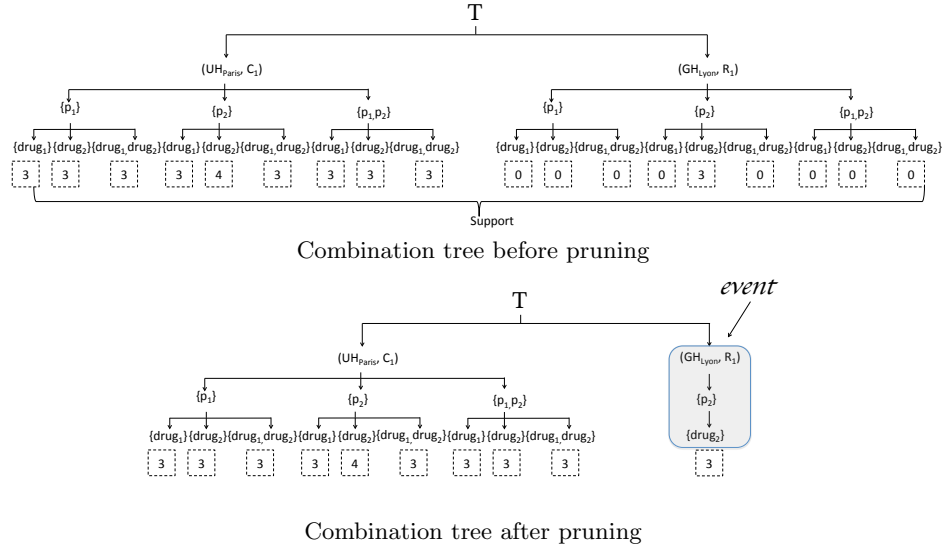 T
(UH_Paris, C_1) (GH_Lyon, R_1)
{p_1} {p_2} {p_1,p_2} {p_1} {p_2} {p_1,p_2}
{drug_1} {drug_2} {drug_1,drug_2} {drug_1} {drug_2} {drug_1,drug_2} {drug_1} {drug_2} {drug_1,drug_2} {drug_1} {drug_2} {drug_1,drug_2} {drug_1} {drug_2} {drug_1,drug_2} {drug_1} {drug_2} {drug_1,drug_2}
3 3 3 3 4 3 3 3 3 0 0 0 0 3 0 0 0 0
Support
Combination tree before pruning
event
T
(UH_Paris, C_1) (GH_Lyon, R_1)
{p_1} {p_2} {p_1,p_2} {p_2}
{drug_1} {drug_2} {drug_1,drug_2} {drug_1} {drug_2} {drug_1,drug_2} {drug_1} {drug_2} {drug_1,drug_2} {drug_2}
3 3 3 3 4 3 3 3 3 3
Combination tree after pruning